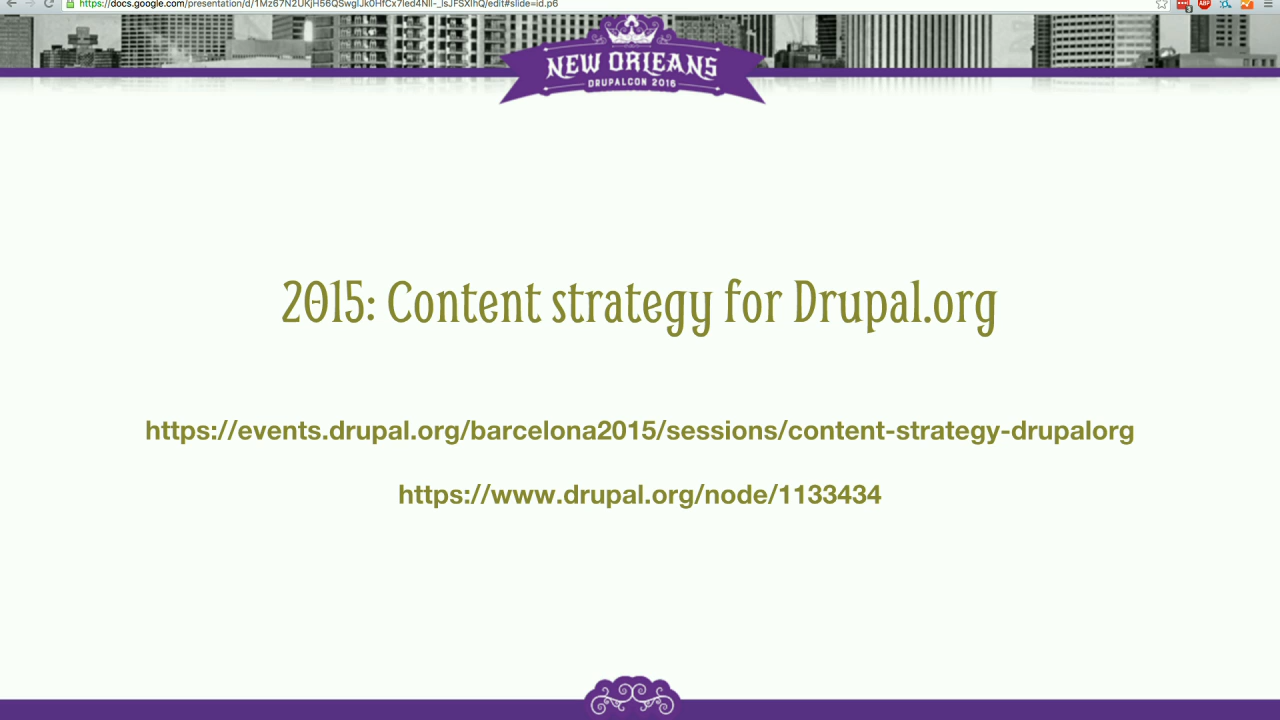 NEW ORLEANS
DRUPALCON 2016
2015: Content strategy for Drupal.org
https://events.drupal.org/barcelona2015/sessions/content-strategy-drupalorg
https://www.drupal.org/node/1133434